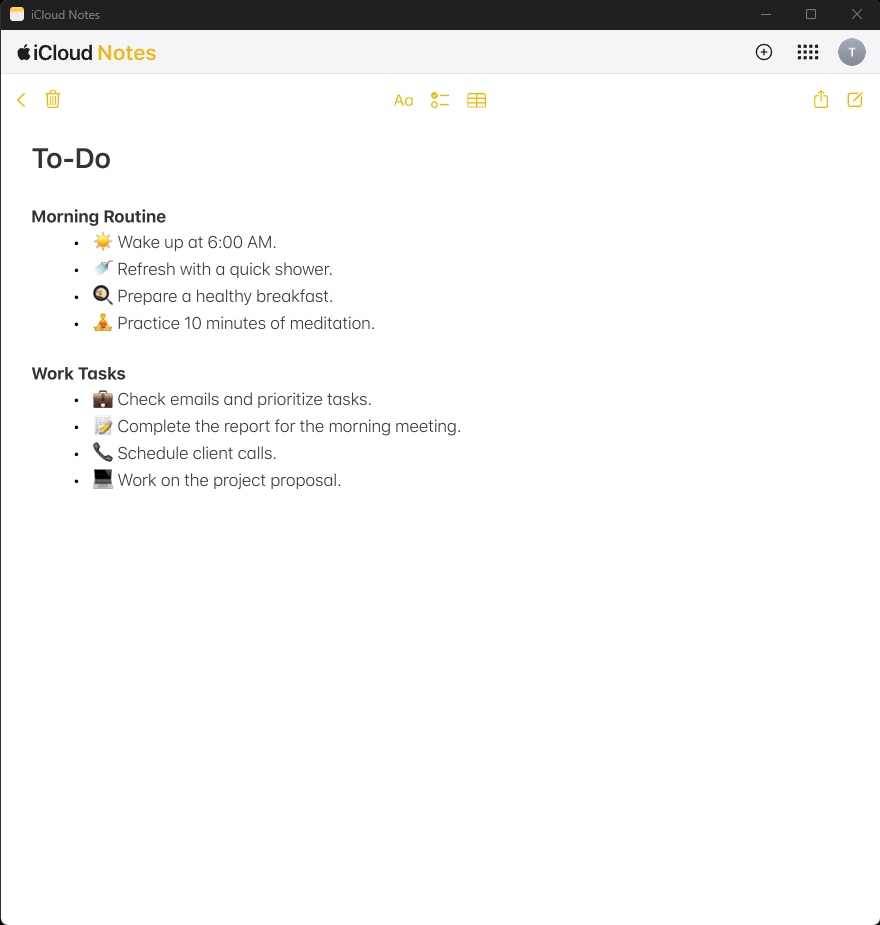 iCloud Notes
iCloud Notes
T
Aa
To-Do
Morning Routine
• ☀️ Wake up at 6:00 AM.
• 🚿 Refresh with a quick shower.
• 🍳 Prepare a healthy breakfast.
• 🧘 Practice 10 minutes of meditation.
Work Tasks
• 💼 Check emails and prioritize tasks.
• 📝 Complete the report for the morning meeting.
• 📞 Schedule client calls.
• 💻 Work on the project proposal.